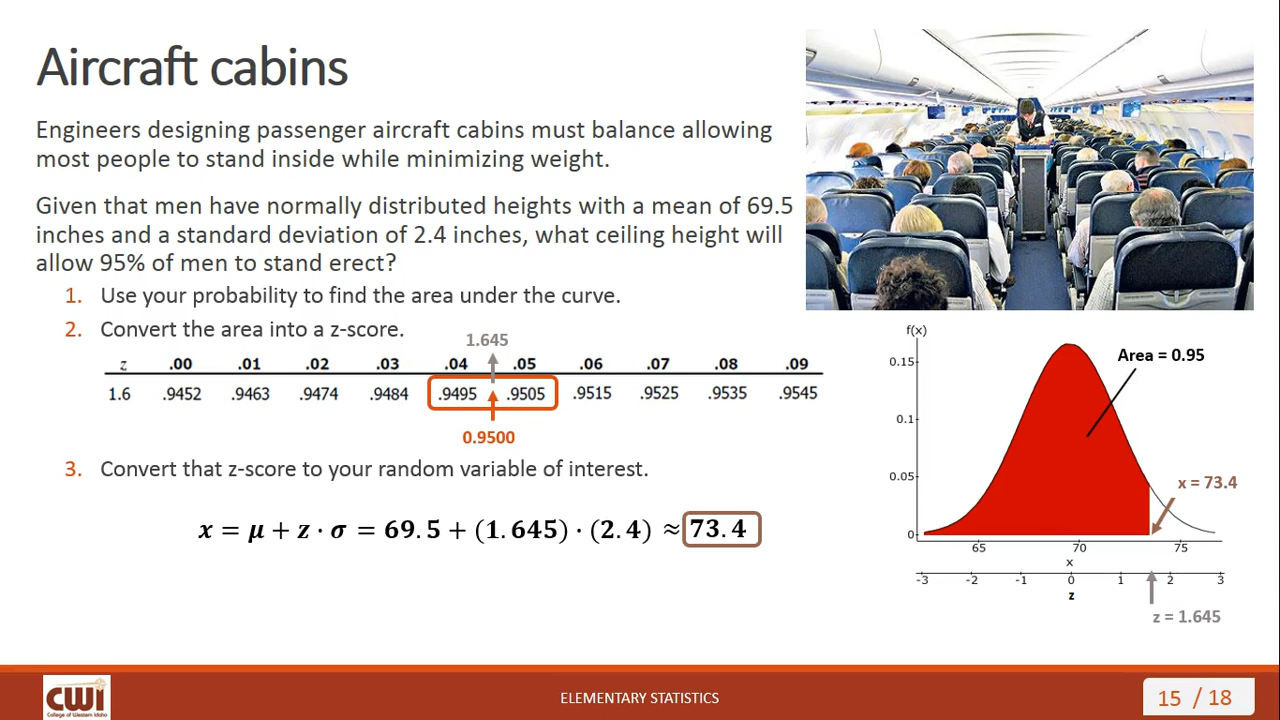 Aircraft cabins
Engineers designing passenger aircraft cabins must balance allowing
most people to stand inside while minimizing weight.
Given that men have normally distributed heights with a mean of 69.5
inches and a standard deviation of 2.4 inches, what ceiling height will
allow 95% of men to stand erect?
1. Use your probability to find the area under the curve.
2. Convert the area into a z-score.
1.645
z .00 .01 .02 .03 .04 .05 .06 .07 .08 .09
1.6 .9452 .9463 .9474 .9484 .9495 .9505 .9515 .9525 .9535 .9545
0.9500
3. Convert that z-score to your random variable of interest.
x = μ + z · σ = 69.5 + (1.645) · (2.4) ≈ 73.4
f(x)
0.15
0.1
0.05
0
Area = 0.95
x = 73.4
65 70 75
x
-3 -2 -1 0 1 2 3
z
z = 1.645
CWI
College of Western Idaho
ELEMENTARY STATISTICS
15 / 18